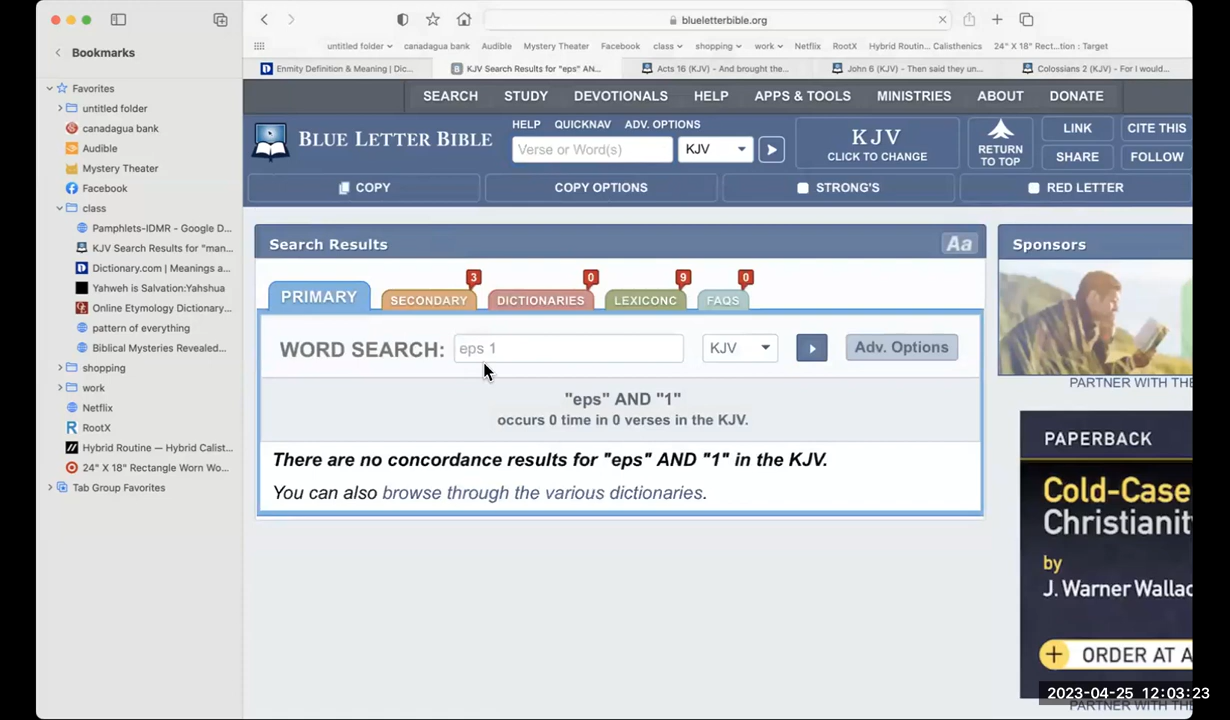 blueletterbible.org
Bookmarks
untitled folder canadagua bank Audible Mystery Theater Facebook class shopping work Netflix RootX Hybrid Routin... Calisthenics 24" X 18" Rect...tion : Target
Enmity Definition & Meaning | Dic...
KJV Search Results for "eps" AN...
Acts 16 (KJV) - And brought the...
John 6 (KJV) - Then said they un...
Colossians 2 (KJV) - For I would...
Favorites
untitled folder
canadagua bank
Audible
Mystery Theater
Facebook
class
Pamphlets-IDMR - Google D...
KJV Search Results for "man...
Dictionary.com | Meanings a...
Yahweh is Salvation:Yahshua
Online Etymology Dictionary...
pattern of everything
Biblical Mysteries Revealed...
shopping
work
Netflix
RootX
Hybrid Routine — Hybrid Calist...
24" X 18" Rectangle Worn Wo...
Tab Group Favorites
SEARCH STUDY DEVOTIONALS HELP APPS & TOOLS MINISTRIES ABOUT DONATE
BLUE LETTER BIBLE
HELP QUICKNAV ADV. OPTIONS
Verse or Word(s) KJV
KJV
CLICK TO CHANGE
RETURN
TO TOP
LINK CITE THIS
SHARE FOLLOW
COPY COPY OPTIONS STRONG'S RED LETTER
Search Results Aa
3 0 9 0
PRIMARY SECONDARY DICTIONARIES LEXICONC FAQS
WORD SEARCH: eps 1 KJV Adv. Options
"eps" AND "1"
occurs 0 time in 0 verses in the KJV.
There are no concordance results for "eps" AND "1" in the KJV.
You can also browse through the various dictionaries.
Sponsors
PARTNER WITH THE
PAPERBACK
Cold-Case
Christianit
by
J. Warner Wallac
+ ORDER AT A
2023-04-25 12:03:23
PARTNER WITH THE